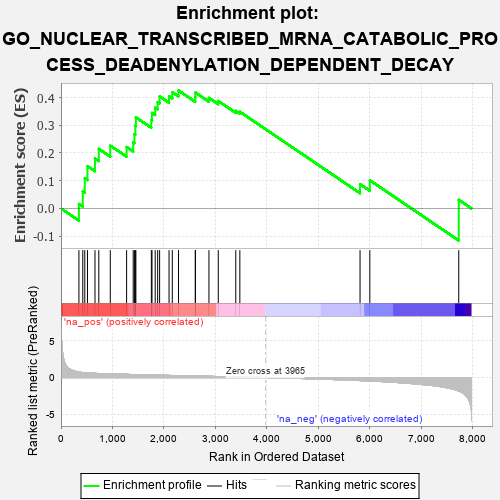 Enrichment plot:
GO_NUCLEAR_TRANSCRIBED_MRNA_CATABOLIC_PRO
CESS_DEADENYLATION_DEPENDENT_DECAY
Enrichment score (ES)
0.4
0.3
0.2
0.1
0.0
-0.1
'na_pos' (positively correlated)
Ranked list metric (PreRanked)
5
0
-5
Zero cross at 3965
'na_neg' (negatively correlated)
0 1,000 2,000 3,000 4,000 5,000 6,000 7,000 8,000
Rank in Ordered Dataset
Enrichment profile Hits Ranking metric scores